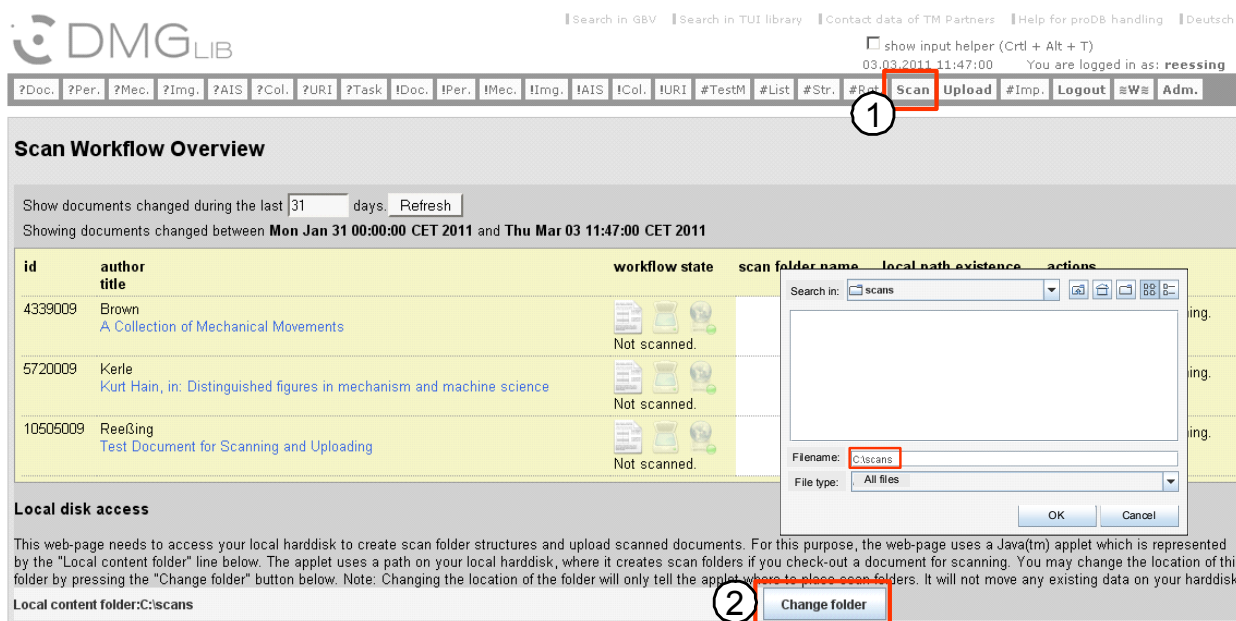 Search in GBV Search in TUI library Contact data of TM Partners Help for proDB handling Deutsch
DMGLIB
show input helper (Crtl + Alt + T)
03.03.2011 11:47:00 You are logged in as: reessing
?Doc. ?Per. ?Mec. ?Img. ?AIS ?Col. ?URI ?Task !Doc. !Per. !Mec. !Img. !AIS !Col. !URI #TestM #List #Str. Scan Upload #Imp. Logout ≋W≋ Adm.
1
Scan Workflow Overview
Show documents changed during the last 31 days. Refresh
Showing documents changed between Mon Jan 31 00:00:00 CET 2011 and Thu Mar 03 11:47:00 CET 2011
id author workflow state scan folder name local path existence actions
title
4339009 Brown
A Collection of Mechanical Movements
Not scanned.
5720009 Kerle
Kurt Hain, in: Distinguished figures in mechanism and machine science
Not scanned.
10505009 Reeßing
Test Document for Scanning and Uploading
Not scanned.
Search in: scans
ing.
ing.
ing.
Filename: C:\scans
File type: All files
OK Cancel
Local disk access
This web-page needs to access your local harddisk to create scan folder structures and upload scanned documents. For this purpose, the web-page uses a Java(tm) applet which is represented
by the "Local content folder" line below. The applet uses a path on your local harddisk, where it creates scan folders if you check-out a document for scanning. You may change the location of thi
folder by pressing the "Change folder" button below. Note: Changing the location of the folder will only tell the applet where to place scan folders. It will not move any existing data on your harddisk
Local content folder:C:\scans
2 Change folder